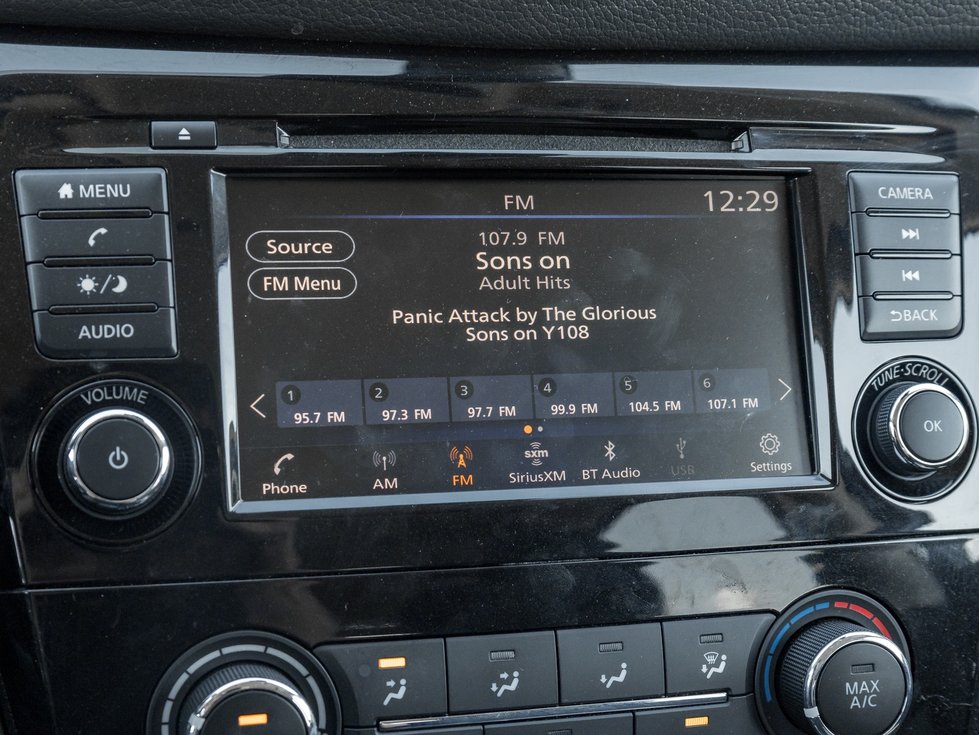 MENU
AUDIO
VOLUME
FM
12:29
Source
FM Menu
107.9 FM
Sons on
Adult Hits
Panic Attack by The Glorious
Sons on Y108
1 95.7 FM
2 97.3 FM
3 97.7 FM
4 99.9 FM
5 104.5 FM
6 107.1 FM
Phone
AM
FM
sxm
SiriusXM
BT Audio
USB
Settings
CAMERA
BACK
TUNE·SCROLL
OK
MAX
A/C